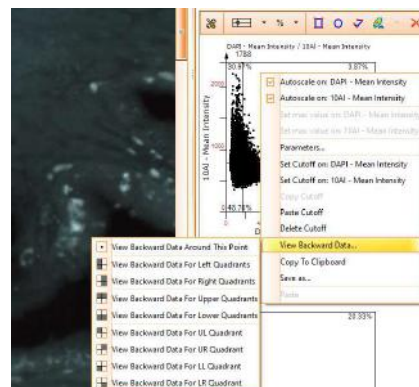 DAPI - Mean Intensity / 10AI - Mean Intensity
1788
30.97%
3.87%
2000
10AI - Mean Intensity
1000
0
48.78%
0
D
Autoscale on: DAPI - Mean Intensity
Autoscale on: 10AI - Mean Intensity
Set max value on: DAPI - Mean Intensity
Set max value on: 10AI - Mean Intensity
Parameters...
Set Cutoff on: DAPI - Mean Intensity
Set Cutoff on: 10AI - Mean Intensity
Copy Cutoff
Paste Cutoff
Delete Cutoff
View Backward Data...
Copy To Clipboard
Save as...
Paste
View Backward Data Around This Point
View Backward Data For Left Quadrants
View Backward Data For Right Quadrants
View Backward Data For Upper Quadrants
View Backward Data For Lower Quadrants
View Backward Data For UL Quadrant
View Backward Data For UR Quadrant
View Backward Data For LL Quadrant
View Backward Data For LR Quadrant